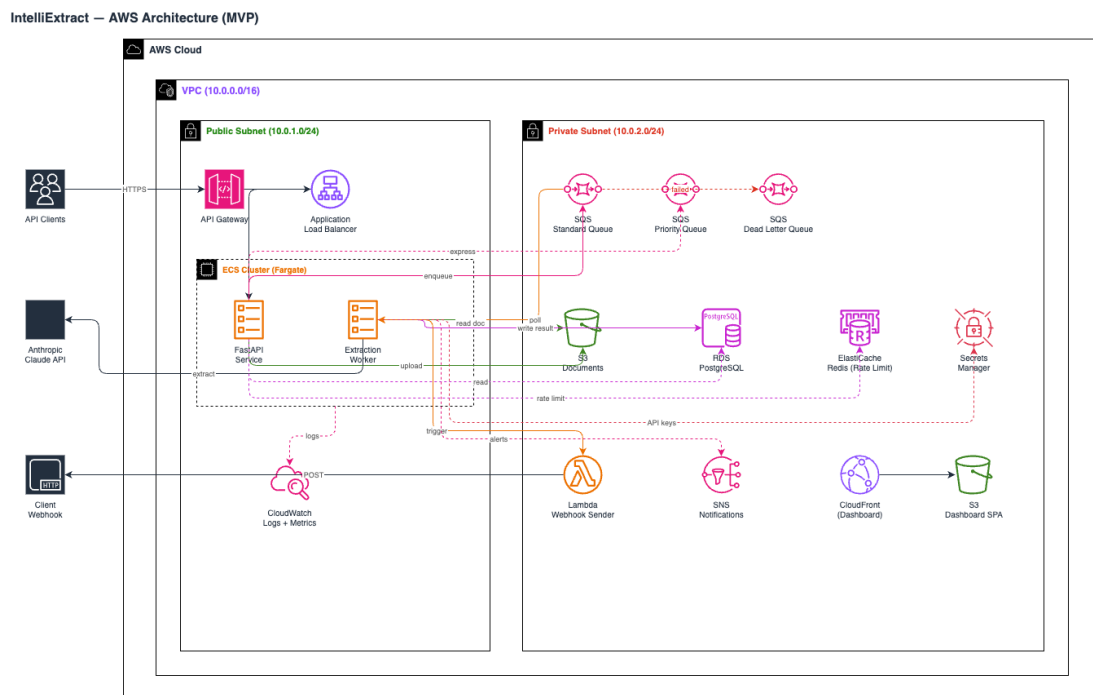 IntelliExtract — AWS Architecture (MVP)
AWS Cloud
VPC (10.0.0.0/16)
Public Subnet (10.0.1.0/24)
Private Subnet (10.0.2.0/24)
HTTPS
failed
API Clients
API Gateway
Application
Load Balancer
SQS
Standard Queue
SQS
Priority Queue
SQS
Dead Letter Queue
express
ECS Cluster (Fargate)
enqueue
PostgreSQL
R
poll
read doc
write result
Anthropic
Claude API
FastAPI
Service
Extraction
Worker
S3
Documents
RDS
PostgreSQL
ElastiCache
Redis (Rate Limit)
Secrets
Manager
upload
extract
read
rate limit
API keys
trigger
logs
alerts
POST
HTTP
Client
Webhook
CloudWatch
Logs + Metrics
Lambda
Webhook Sender
SNS
Notifications
CloudFront
(Dashboard)
S3
Dashboard SPA